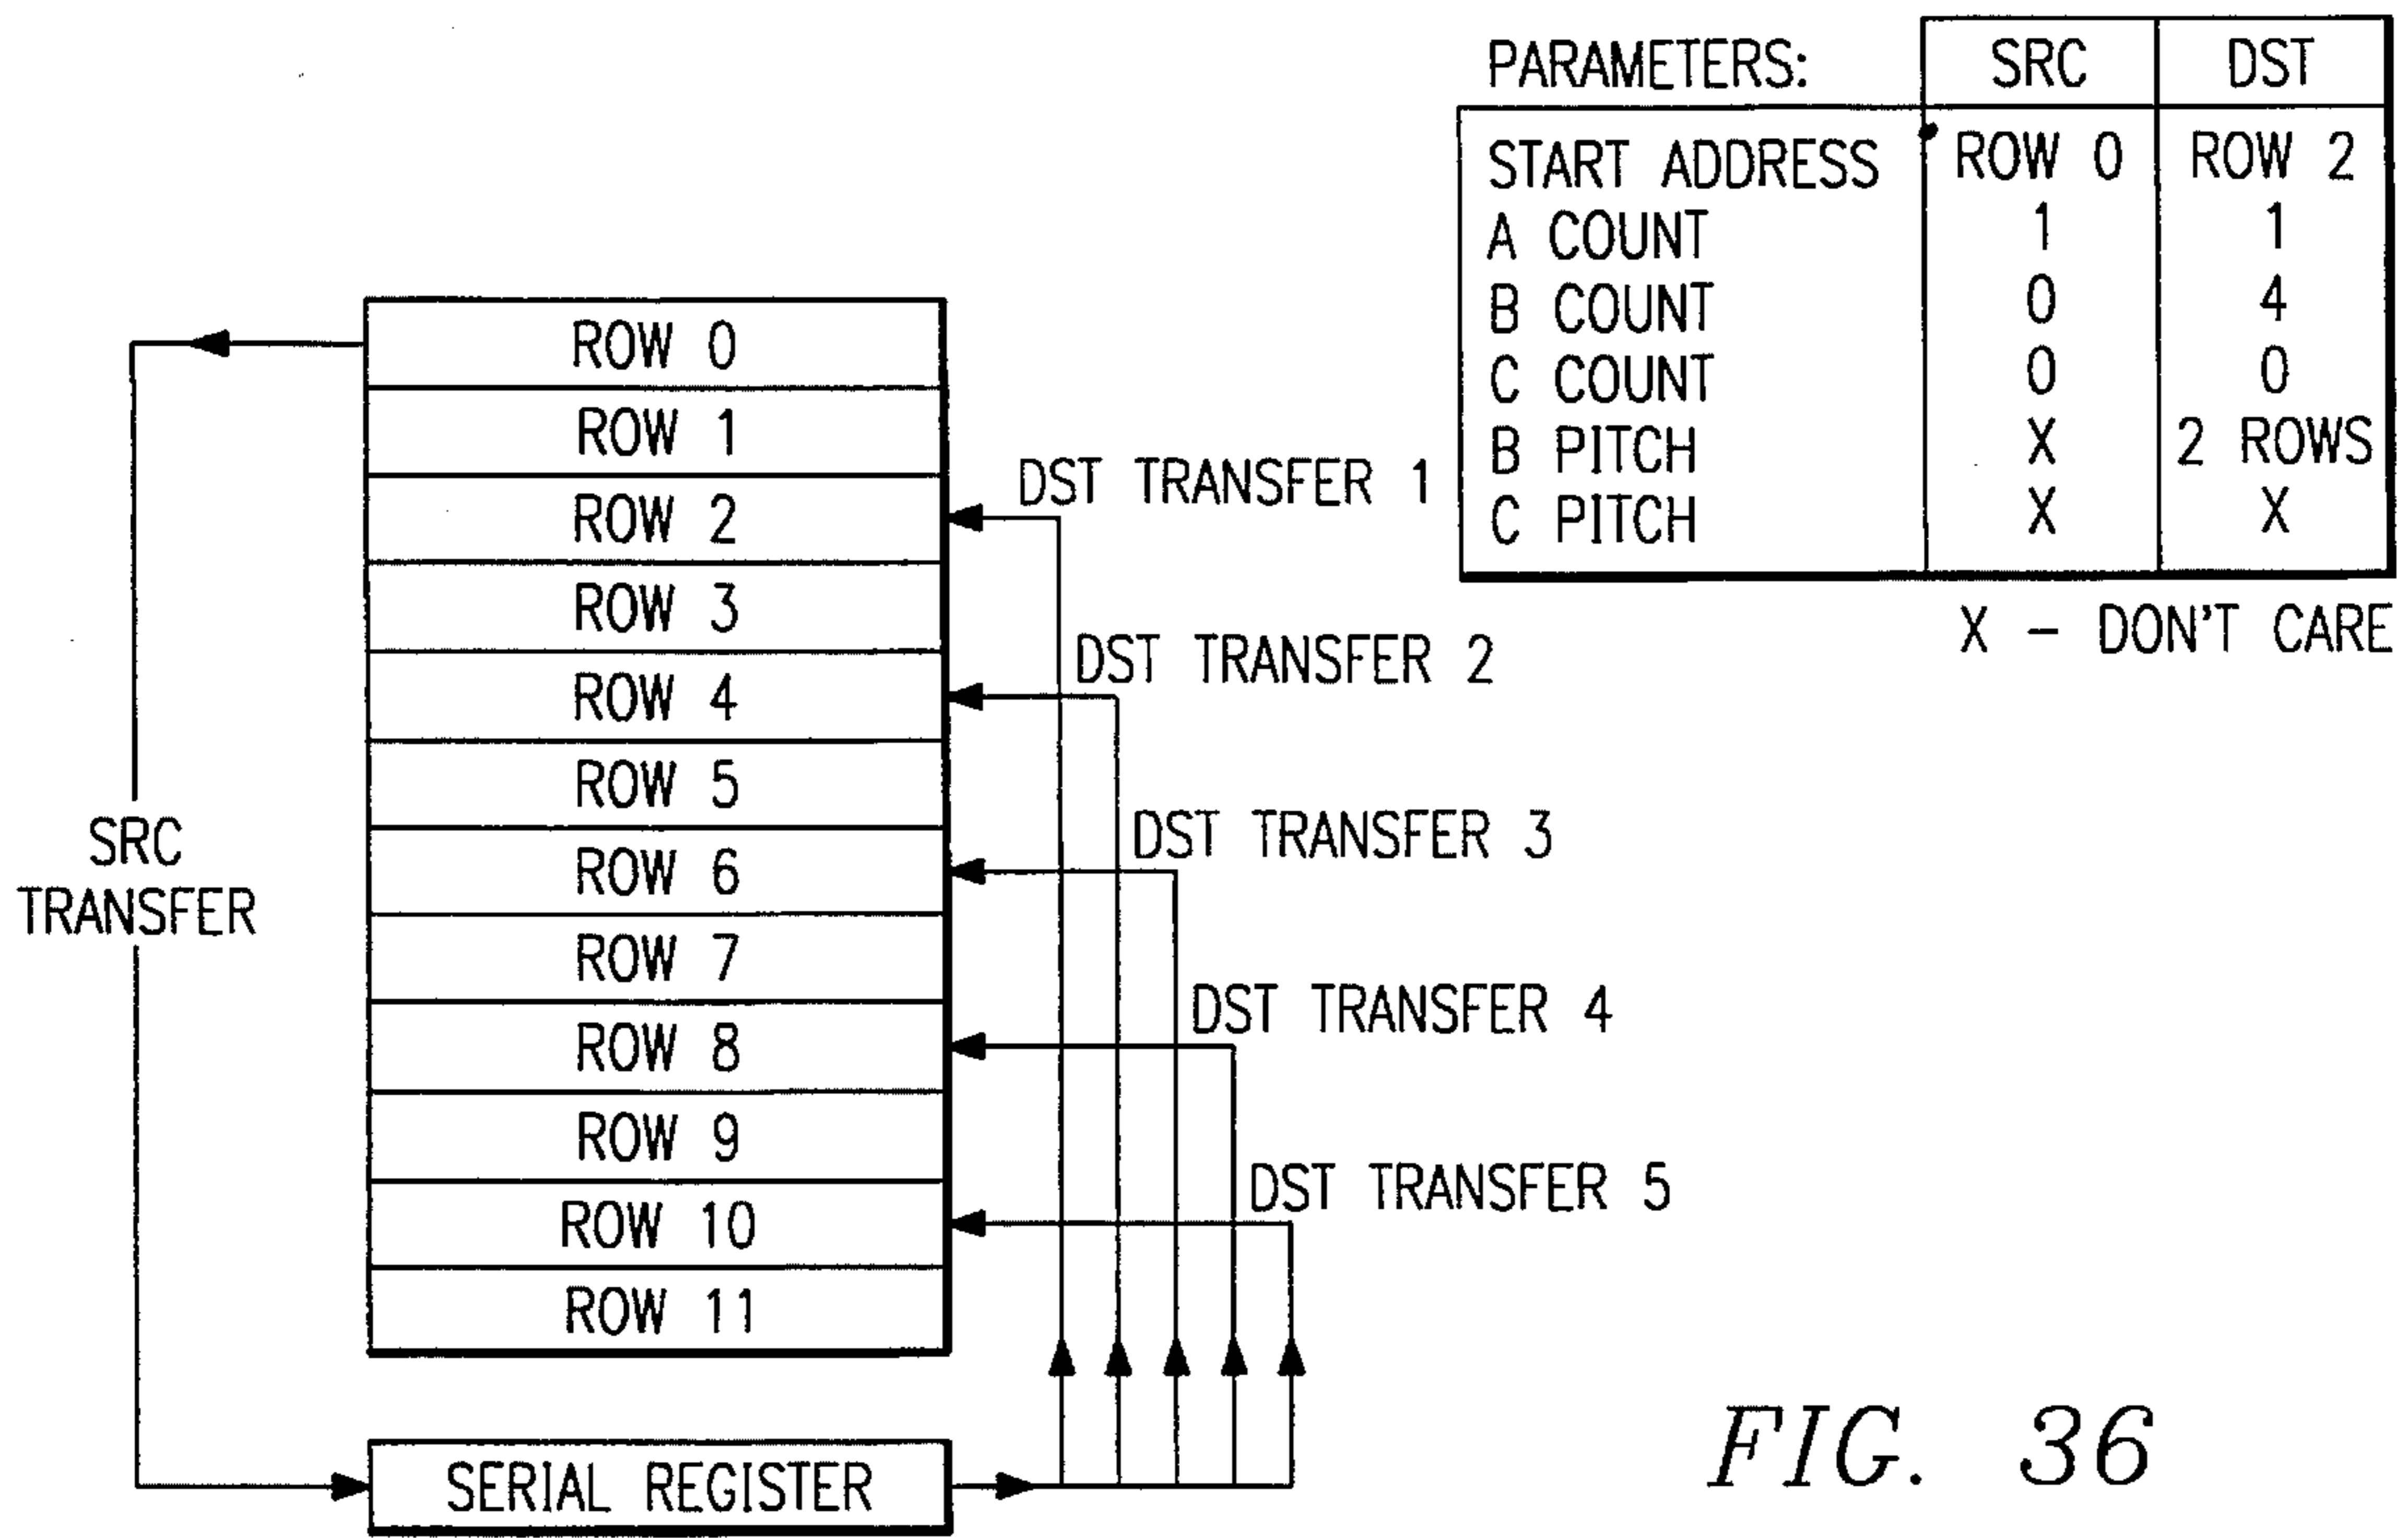 PARAMETERS: SRC DST
START ADDRESS ROW 0 ROW 2
A COUNT 1 1
B COUNT 0 4
C COUNT 0 0
B PITCH X 2 ROWS
C PITCH X X
X - DON'T CARE
ROW 0
ROW 1
ROW 2
ROW 3
ROW 4
ROW 5
ROW 6
ROW 7
ROW 8
ROW 9
ROW 10
ROW 11
SRC
TRANSFER
DST TRANSFER 1
DST TRANSFER 2
DST TRANSFER 3
DST TRANSFER 4
DST TRANSFER 5
SERIAL REGISTER
FIG. 36